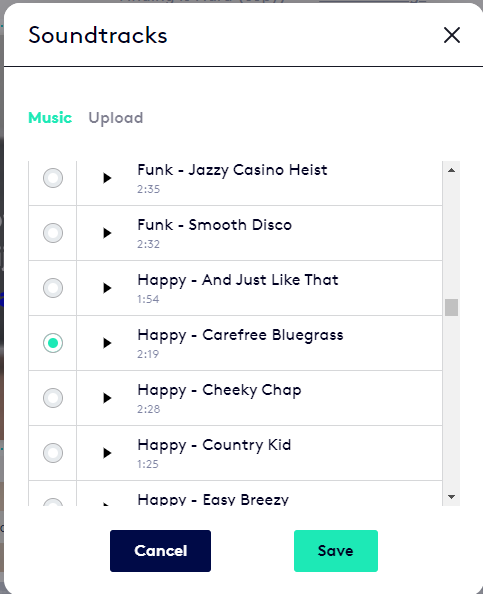 Soundtracks
Music Upload
Funk - Jazzy Casino Heist
2:35
Funk - Smooth Disco
2:32
Happy - And Just Like That
1:54
Happy - Carefree Bluegrass
2:19
Happy - Cheeky Chap
2:28
Happy - Country Kid
1:25
Happy - Easy Breezy
Cancel Save